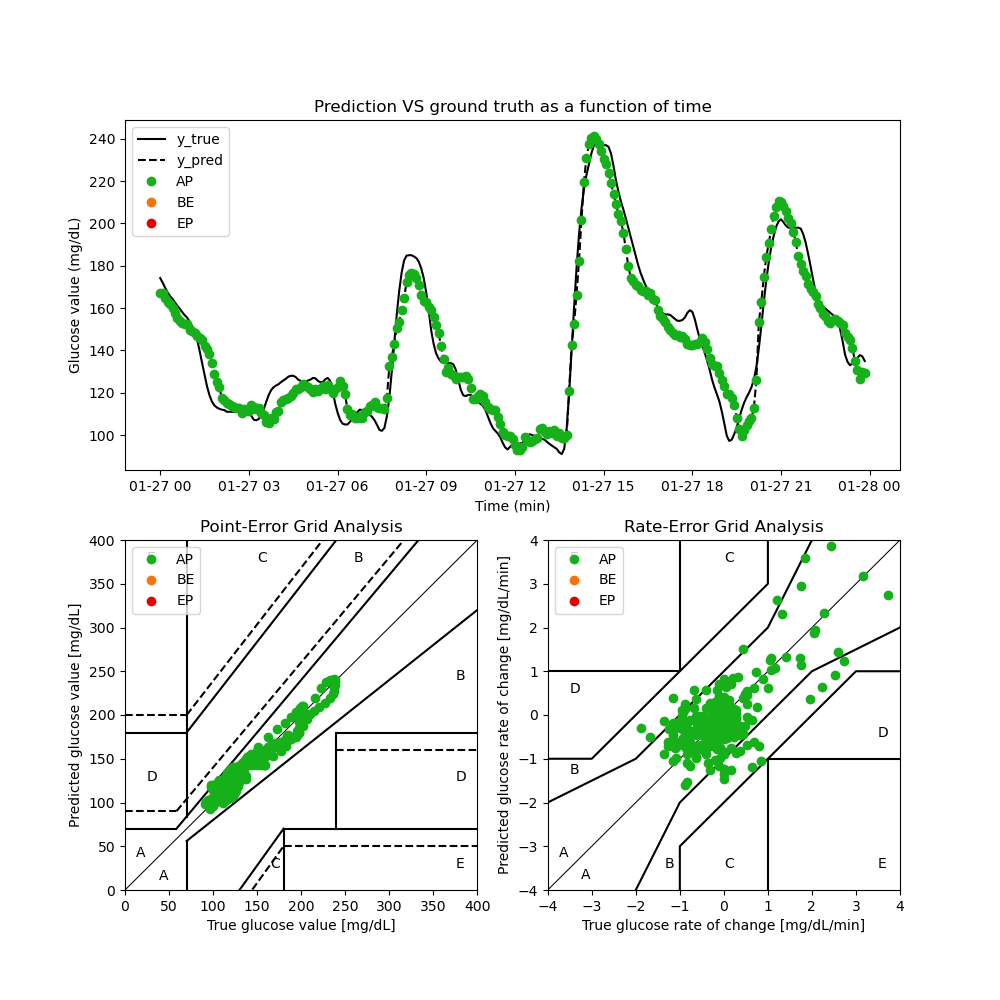 Prediction VS ground truth as a function of time
Glucose value (mg/dL)
240
220
200
180
160
140
120
100
y_true
y_pred
AP
BE
EP
01-27 00 01-27 03 01-27 06 01-27 09 01-27 12 01-27 15 01-27 18 01-27 21 01-28 00
Time (min)
Point-Error Grid Analysis
Predicted glucose value [mg/dL]
400
350
300
250
200
150
100
50
0
AP
BE
EP
C
B
B
D
D
A
A
C
E
0 50 100 150 200 250 300 350 400
True glucose value [mg/dL]
Rate-Error Grid Analysis
Predicted glucose rate of change [mg/dL/min]
4
3
2
1
0
−1
−2
−3
−4
AP
BE
EP
C
D
D
B
A
A
B
C
E
−4 −3 −2 −1 0 1 2 3 4
True glucose rate of change [mg/dL/min]